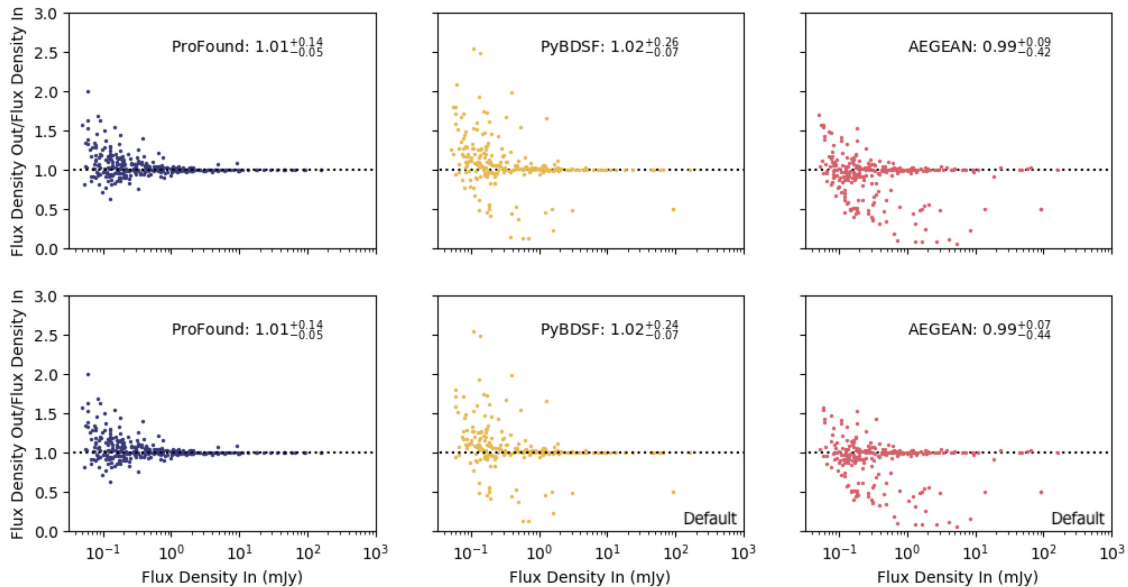 3.0
2.5
2.0
1.5
1.0
0.5
0.0
Flux Density Out/Flux Density In
ProFound: 1.01^{+0.14}_{-0.05}
10^3
PyBDSF: 1.02^{+0.26}_{-0.07}
10^3
AEGEAN: 0.99^{+0.09}_{-0.42}
10^3
3.0
2.5
2.0
1.5
1.0
0.5
0.0
Flux Density Out/Flux Density In
ProFound: 1.01^{+0.14}_{-0.05}
10^{-1} 10^0 10^1 10^2 10^3
Flux Density In (mJy)
PyBDSF: 1.02^{+0.24}_{-0.07}
Default
10^{-1} 10^0 10^1 10^2 10^3
Flux Density In (mJy)
AEGEAN: 0.99^{+0.07}_{-0.44}
Default
10^{-1} 10^0 10^1 10^2 10^3
Flux Density In (mJy)